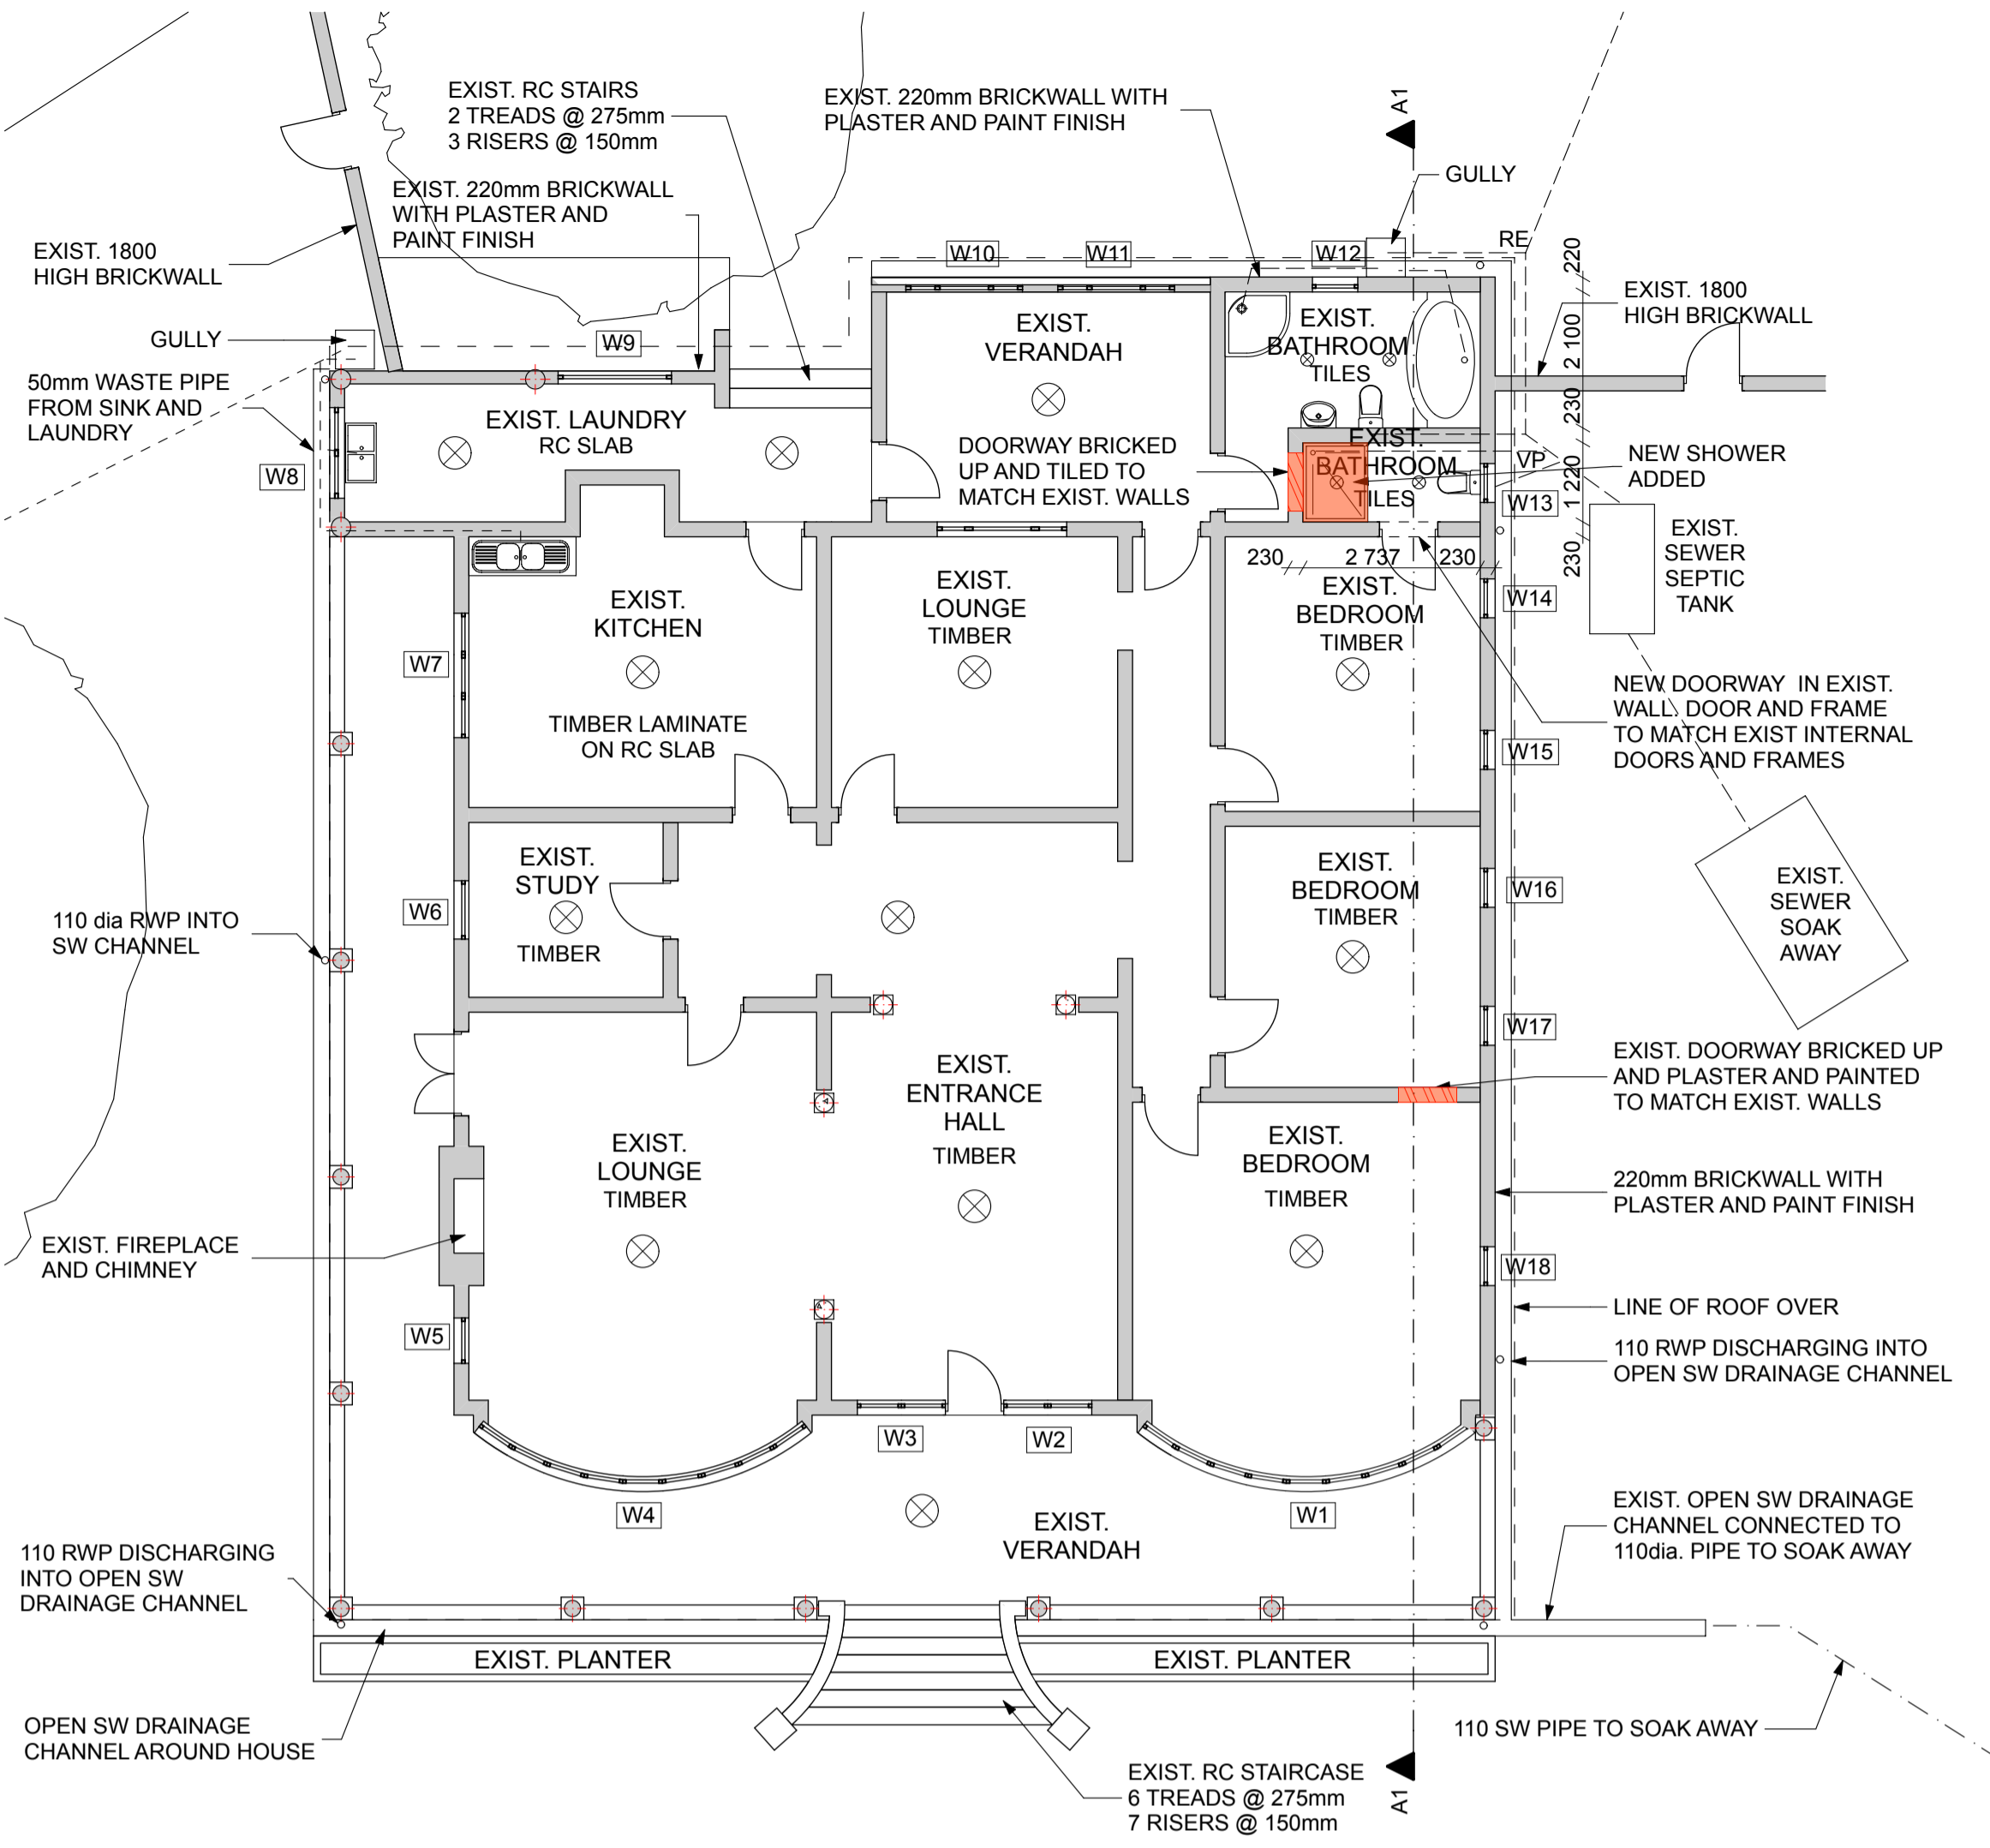 EXIST. RC STAIRS
2 TREADS @ 275mm
3 RISERS @ 150mm
EXIST. 220mm BRICKWALL WITH
PLASTER AND PAINT FINISH
A1
GULLY
EXIST. 220mm BRICKWALL
WITH PLASTER AND
PAINT FINISH
EXIST. 1800
HIGH BRICKWALL
W10
W11
W12
RE
220
2 100
230
1 220
230
EXIST. 1800
HIGH BRICKWALL
GULLY
W9
EXIST.
VERANDAH
EXIST.
BATHROOM
TILES
50mm WASTE PIPE
FROM SINK AND
LAUNDRY
EXIST. LAUNDRY
RC SLAB
W8
DOORWAY BRICKED
UP AND TILED TO
MATCH EXIST. WALLS
EXIST.
BATHROOM
TILES
VP
NEW SHOWER
ADDED
W13
230
2 737
230
EXIST.
SEWER
SEPTIC
TANK
EXIST.
KITCHEN
TIMBER LAMINATE
ON RC SLAB
EXIST.
LOUNGE
TIMBER
EXIST.
BEDROOM
TIMBER
W14
W7
NEW DOORWAY IN EXIST.
WALL. DOOR AND FRAME
TO MATCH EXIST INTERNAL
DOORS AND FRAMES
W15
EXIST.
STUDY
TIMBER
W6
EXIST.
BEDROOM
TIMBER
W16
EXIST.
SEWER
SOAK
AWAY
110 dia RWP INTO
SW CHANNEL
W17
EXIST. DOORWAY BRICKED UP
AND PLASTER AND PAINTED
TO MATCH EXIST. WALLS
EXIST.
ENTRANCE
HALL
TIMBER
EXIST.
LOUNGE
TIMBER
EXIST.
BEDROOM
TIMBER
220mm BRICKWALL WITH
PLASTER AND PAINT FINISH
EXIST. FIREPLACE
AND CHIMNEY
W18
LINE OF ROOF OVER
W5
110 RWP DISCHARGING INTO
OPEN SW DRAINAGE CHANNEL
W3
W2
W4
W1
EXIST.
VERANDAH
EXIST. OPEN SW DRAINAGE
CHANNEL CONNECTED TO
110dia. PIPE TO SOAK AWAY
110 RWP DISCHARGING
INTO OPEN SW
DRAINAGE CHANNEL
EXIST. PLANTER
EXIST. PLANTER
OPEN SW DRAINAGE
CHANNEL AROUND HOUSE
110 SW PIPE TO SOAK AWAY
EXIST. RC STAIRCASE
6 TREADS @ 275mm
7 RISERS @ 150mm
A1